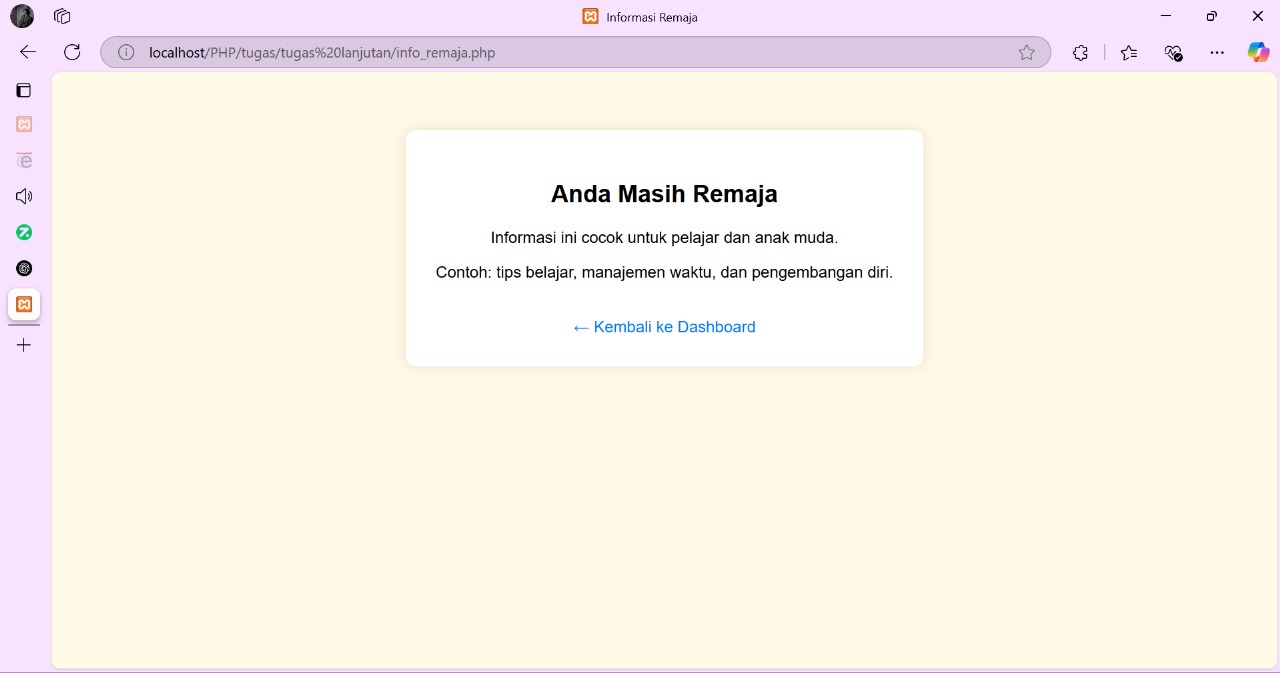 Informasi Remaja
localhost/PHP/tugas/tugas%20lanjutan/info_remaja.php
Anda Masih Remaja
Informasi ini cocok untuk pelajar dan anak muda.
Contoh: tips belajar, manajemen waktu, dan pengembangan diri.
← Kembali ke Dashboard